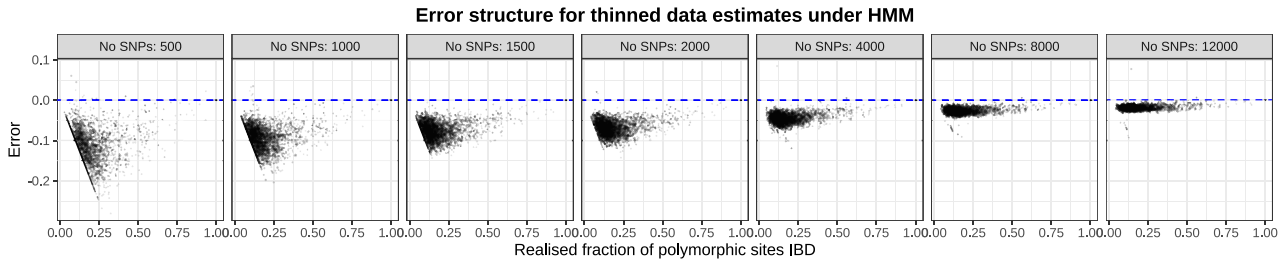 Error structure for thinned data estimates under HMM
No SNPs: 500 No SNPs: 1000 No SNPs: 1500 No SNPs: 2000 No SNPs: 4000 No SNPs: 8000 No SNPs: 12000
0.1
0.0
-0.1
-0.2
Error
0.00 0.25 0.50 0.75 1.00 0.00 0.25 0.50 0.75 1.00 0.00 0.25 0.50 0.75 1.00 0.00 0.25 0.50 0.75 1.00 0.00 0.25 0.50 0.75 1.00 0.00 0.25 0.50 0.75 1.00 0.00 0.25 0.50 0.75 1.00
Realised fraction of polymorphic sites IBD